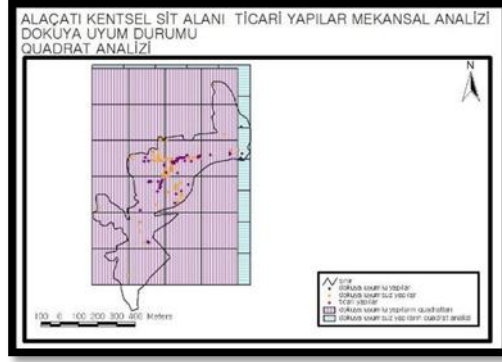 ALAÇATI KENTSEL SİT ALANI TİCARİ YAPILAR MEKANSAL ANALİZİ
DOKUYA UYUM DURUMU
QUADRAT ANALİZİ
N
sınır
dokuya uyumlu yapılar
dokuya uyumsuz yapılar
ticari yapılar
dokuya uyumlu yapıların quadratları
dokuya uyumsuz yapıların quadrat analizi
100 0 100 200 300 400 Meters